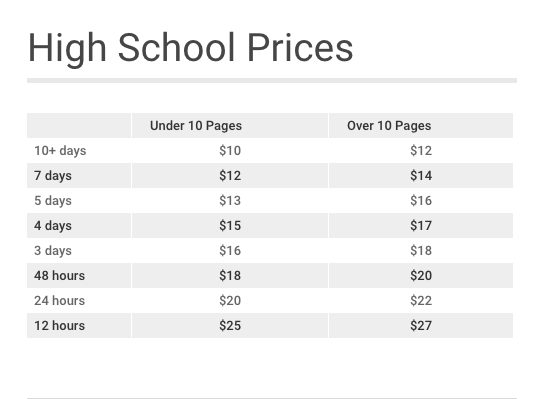 High School Prices
Under 10 Pages Over 10 Pages
10+ days $10 $12
7 days $12 $14
5 days $13 $16
4 days $15 $17
3 days $16 $18
48 hours $18 $20
24 hours $20 $22
12 hours $25 $27